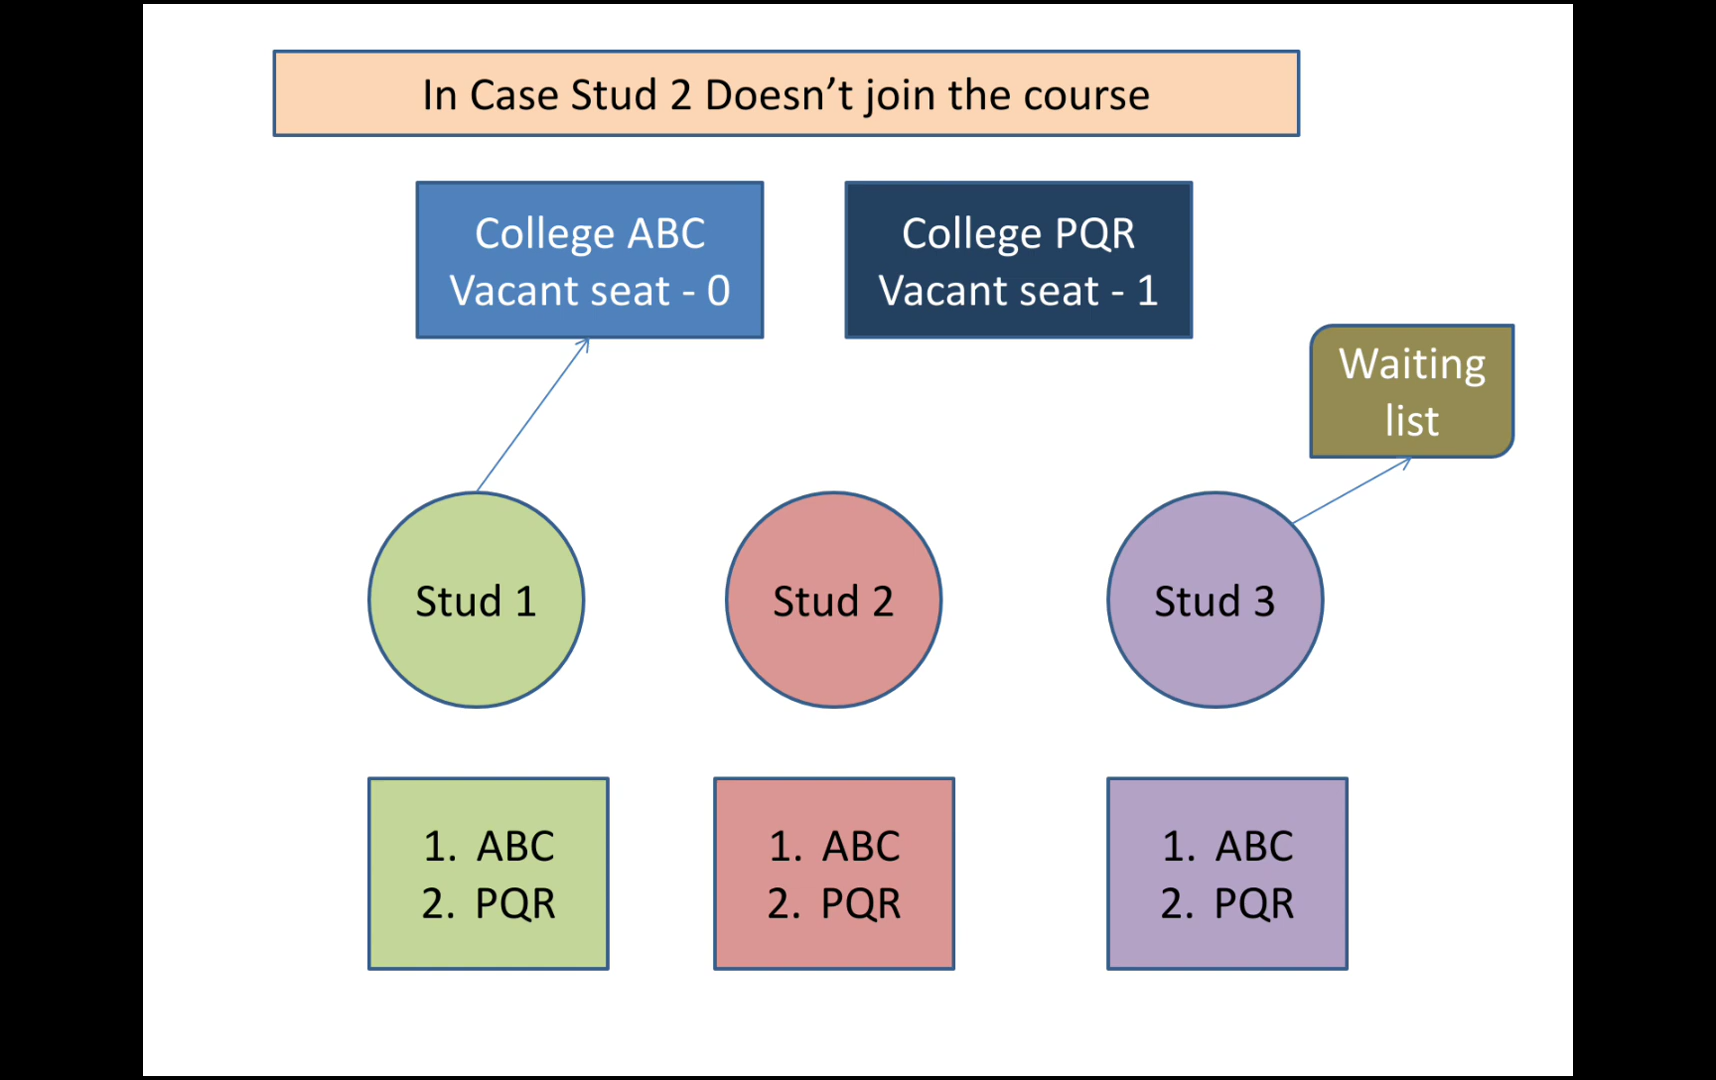 In Case Stud 2 Doesn’t join the course
College ABC
Vacant seat - 0
College PQR
Vacant seat - 1
Waiting
list
Stud 1
Stud 2
Stud 3
1. ABC
2. PQR
1. ABC
2. PQR
1. ABC
2. PQR